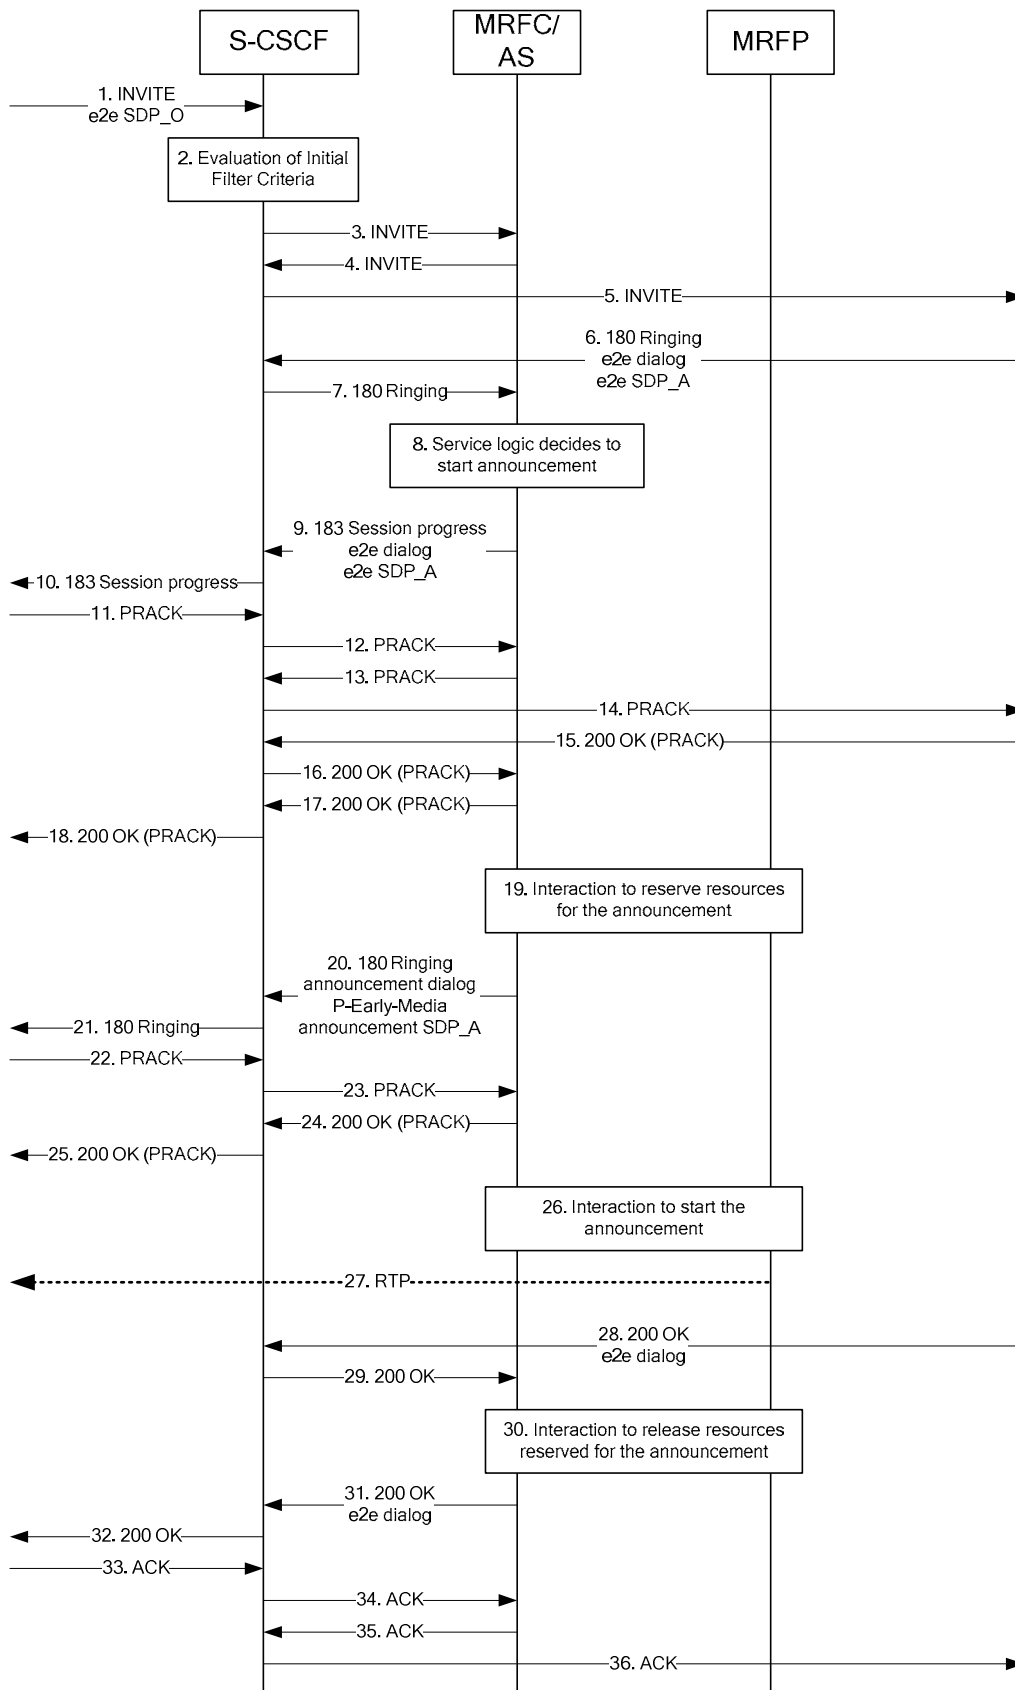 S-CSCF
MRFC/
AS
MRFP
1. INVITE
e2e SDP_O
2. Evaluation of Initial
Filter Criteria
3. INVITE
4. INVITE
5. INVITE
6. 180 Ringing
e2e dialog
e2e SDP_A
7. 180 Ringing
8. Service logic decides to
start announcement
9. 183 Session progress
e2e dialog
e2e SDP_A
10. 183 Session progress
11. PRACK
12. PRACK
13. PRACK
14. PRACK
15. 200 OK (PRACK)
16. 200 OK (PRACK)
17. 200 OK (PRACK)
18. 200 OK (PRACK)
19. Interaction to reserve resources
for the announcement
20. 180 Ringing
announcement dialog
P-Early-Media
announcement SDP_A
21. 180 Ringing
22. PRACK
23. PRACK
24. 200 OK (PRACK)
25. 200 OK (PRACK)
26. Interaction to start the
announcement
27. RTP
28. 200 OK
e2e dialog
29. 200 OK
30. Interaction to release resources
reserved for the announcement
31. 200 OK
e2e dialog
32. 200 OK
33. ACK
34. ACK
35. ACK
36. ACK